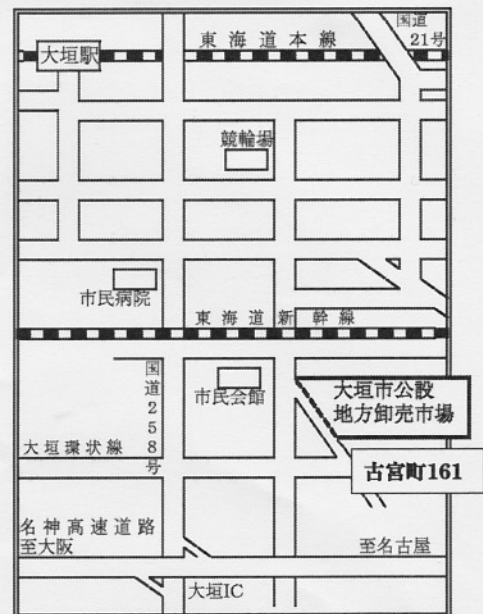 国道
21号
東海道本線
大垣駅
競輪場
市民病院
東海道新幹線
国道258号
市民会館
大垣市公設
地方卸売市場
大垣環状線
古宮町161
名神高速道路
至大阪
至名古屋
大垣IC